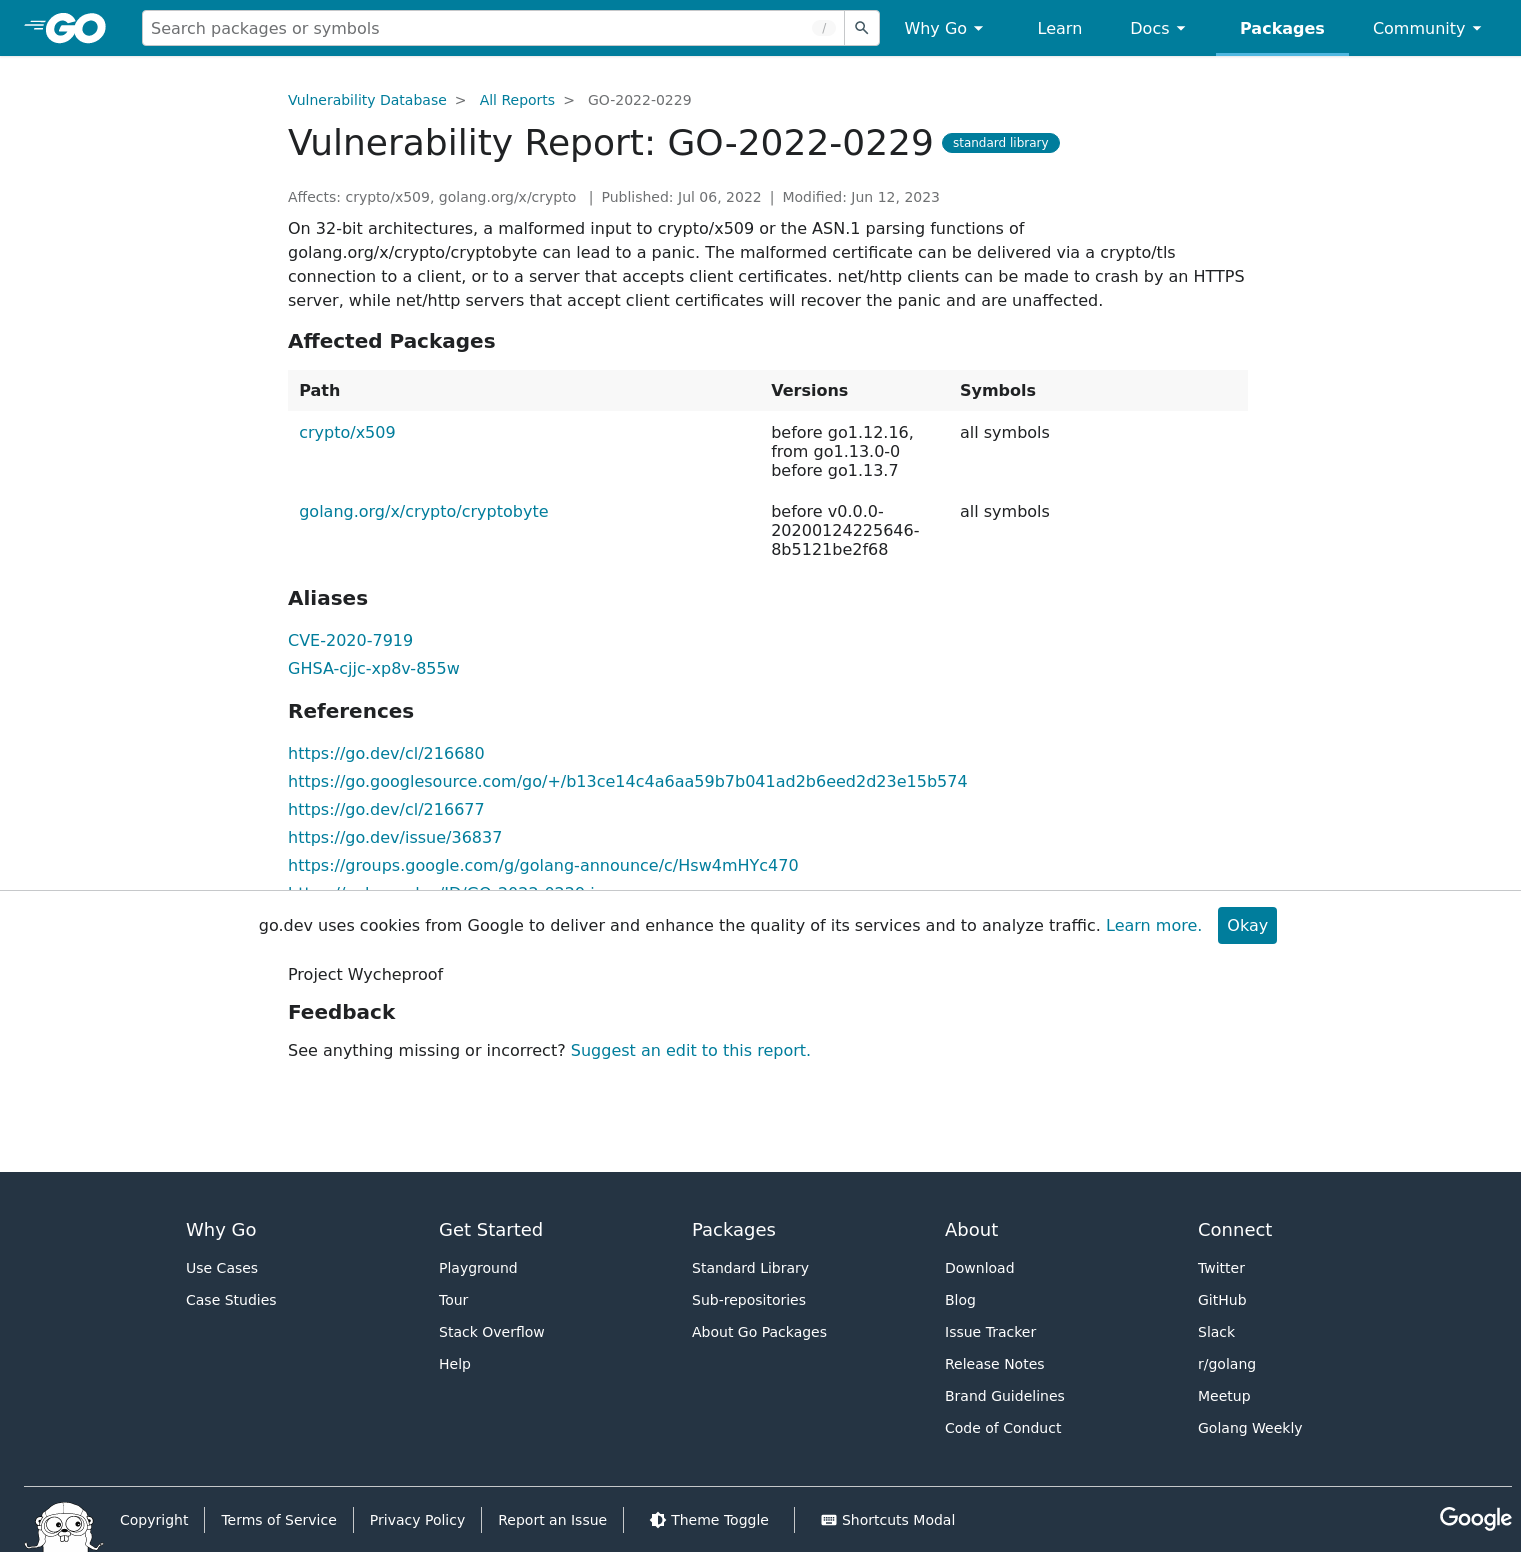 GO
Search packages or symbols
/
Why Go
Learn
Docs
Packages
Community
Vulnerability Database > All Reports > GO-2022-0229
Vulnerability Report: GO-2022-0229
standard library
Affects: crypto/x509, golang.org/x/crypto | Published: Jul 06, 2022 | Modified: Jun 12, 2023
On 32-bit architectures, a malformed input to crypto/x509 or the ASN.1 parsing functions of
golang.org/x/crypto/cryptobyte can lead to a panic. The malformed certificate can be delivered via a crypto/tls
connection to a client, or to a server that accepts client certificates. net/http clients can be made to crash by an HTTPS
server, while net/http servers that accept client certificates will recover the panic and are unaffected.
Affected Packages
Path Versions Symbols
crypto/x509 before go1.12.16, all symbols
from go1.13.0-0
before go1.13.7
golang.org/x/crypto/cryptobyte before v0.0.0- all symbols
20200124225646-
8b5121be2f68
Aliases
CVE-2020-7919
GHSA-cjjc-xp8v-855w
References
https://go.dev/cl/216680
https://go.googlesource.com/go/+/b13ce14c4a6aa59b7b041ad2b6eed2d23e15b574
https://go.dev/cl/216677
https://go.dev/issue/36837
https://groups.google.com/g/golang-announce/c/Hsw4mHYc470
go.dev uses cookies from Google to deliver and enhance the quality of its services and to analyze traffic. Learn more. Okay
Project Wycheproof
Feedback
See anything missing or incorrect? Suggest an edit to this report.
Why Go
Use Cases
Case Studies
Get Started
Playground
Tour
Stack Overflow
Help
Packages
Standard Library
Sub-repositories
About Go Packages
About
Download
Blog
Issue Tracker
Release Notes
Brand Guidelines
Code of Conduct
Connect
Twitter
GitHub
Slack
r/golang
Meetup
Golang Weekly
Copyright
Terms of Service
Privacy Policy
Report an Issue
Theme Toggle
Shortcuts Modal
Google